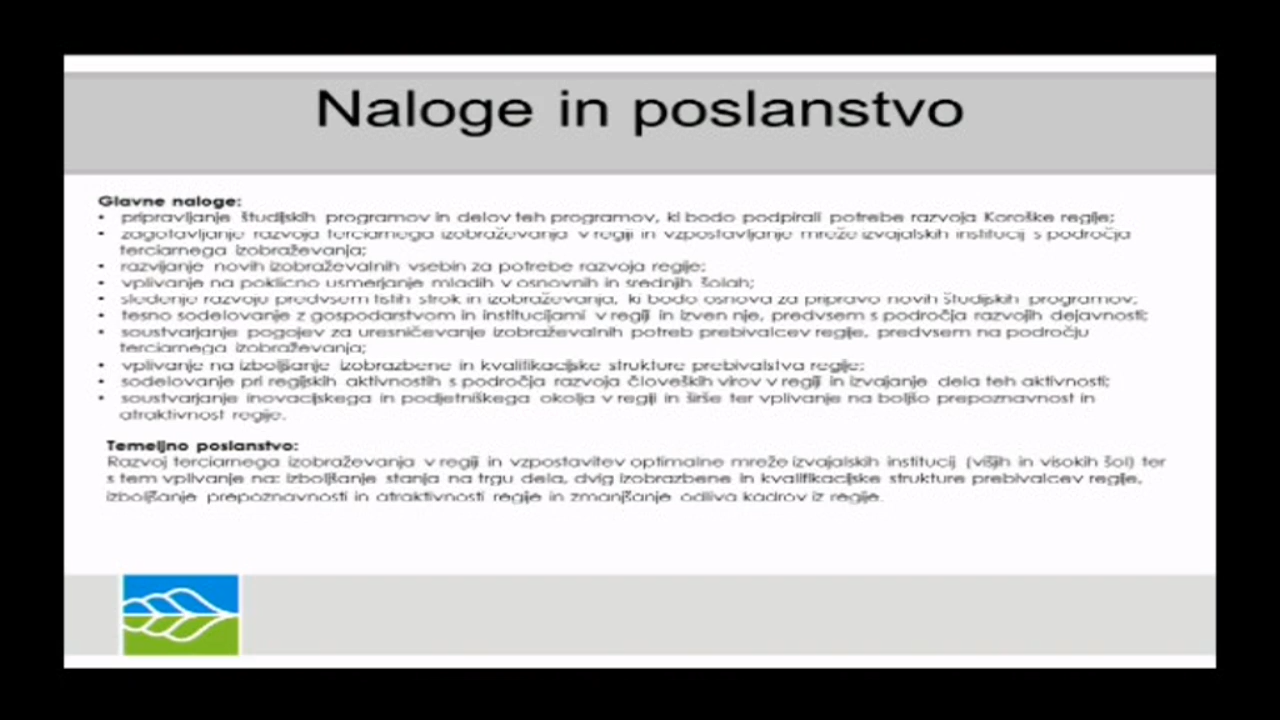 Naloge in poslanstvo
Glavne naloge:
• pripravljanje študijskih programov in delov teh programov, ki bodo podpirali potrebe razvoja Koroške regije;
• zagotavljanje razvoja terciarnega izobraževanja v regiji in vzpostavljanje mreže izvajalskih institucij s področja
terciarnega izobraževanja;
• razvijanje novih izobraževalnih vsebin za potrebe razvoja regije;
• vplivanje na poklicno usmerjanje mladih v osnovnih in srednjih šolah;
• sledenje razvoju predvsem tistih strok in izobraževanja, ki bodo osnova za pripravo novih študijskih programov;
• tesno sodelovanje z gospodarstvom in institucijami v regiji in izven nje, predvsem s področja razvojih dejavnosti;
• soustvarjanje pogojev za uresničevanje izobraževalnih potreb prebivalcev regije, predvsem na področju
terciarnega izobraževanja;
• vplivanje na izboljšanje izobrazbene in kvalifikacijske strukture prebivalstva regije;
• sodelovanje pri regijskih aktivnostih s področja razvoja človeških virov v regiji in izvajanje dela teh aktivnosti;
• soustvarjanje inovacijskega in podjetniškega okolja v regiji in širše ter vplivanje na boljšo prepoznavnost in
atraktivnost regije.
Temeljno poslanstvo:
Razvoj terciarnega izobraževanja v regiji in vzpostavitev optimalne mreže izvajalskih institucij (višjih in visokih šol) ter
s tem vplivanje na: izboljšanje stanja na trgu dela, dvig izobrazbene in kvalifikacijske strukture prebivalcev regije,
izboljšanje prepoznavnosti in atraktivnosti regije in zmanjšanje odliva kadrov iz regije.